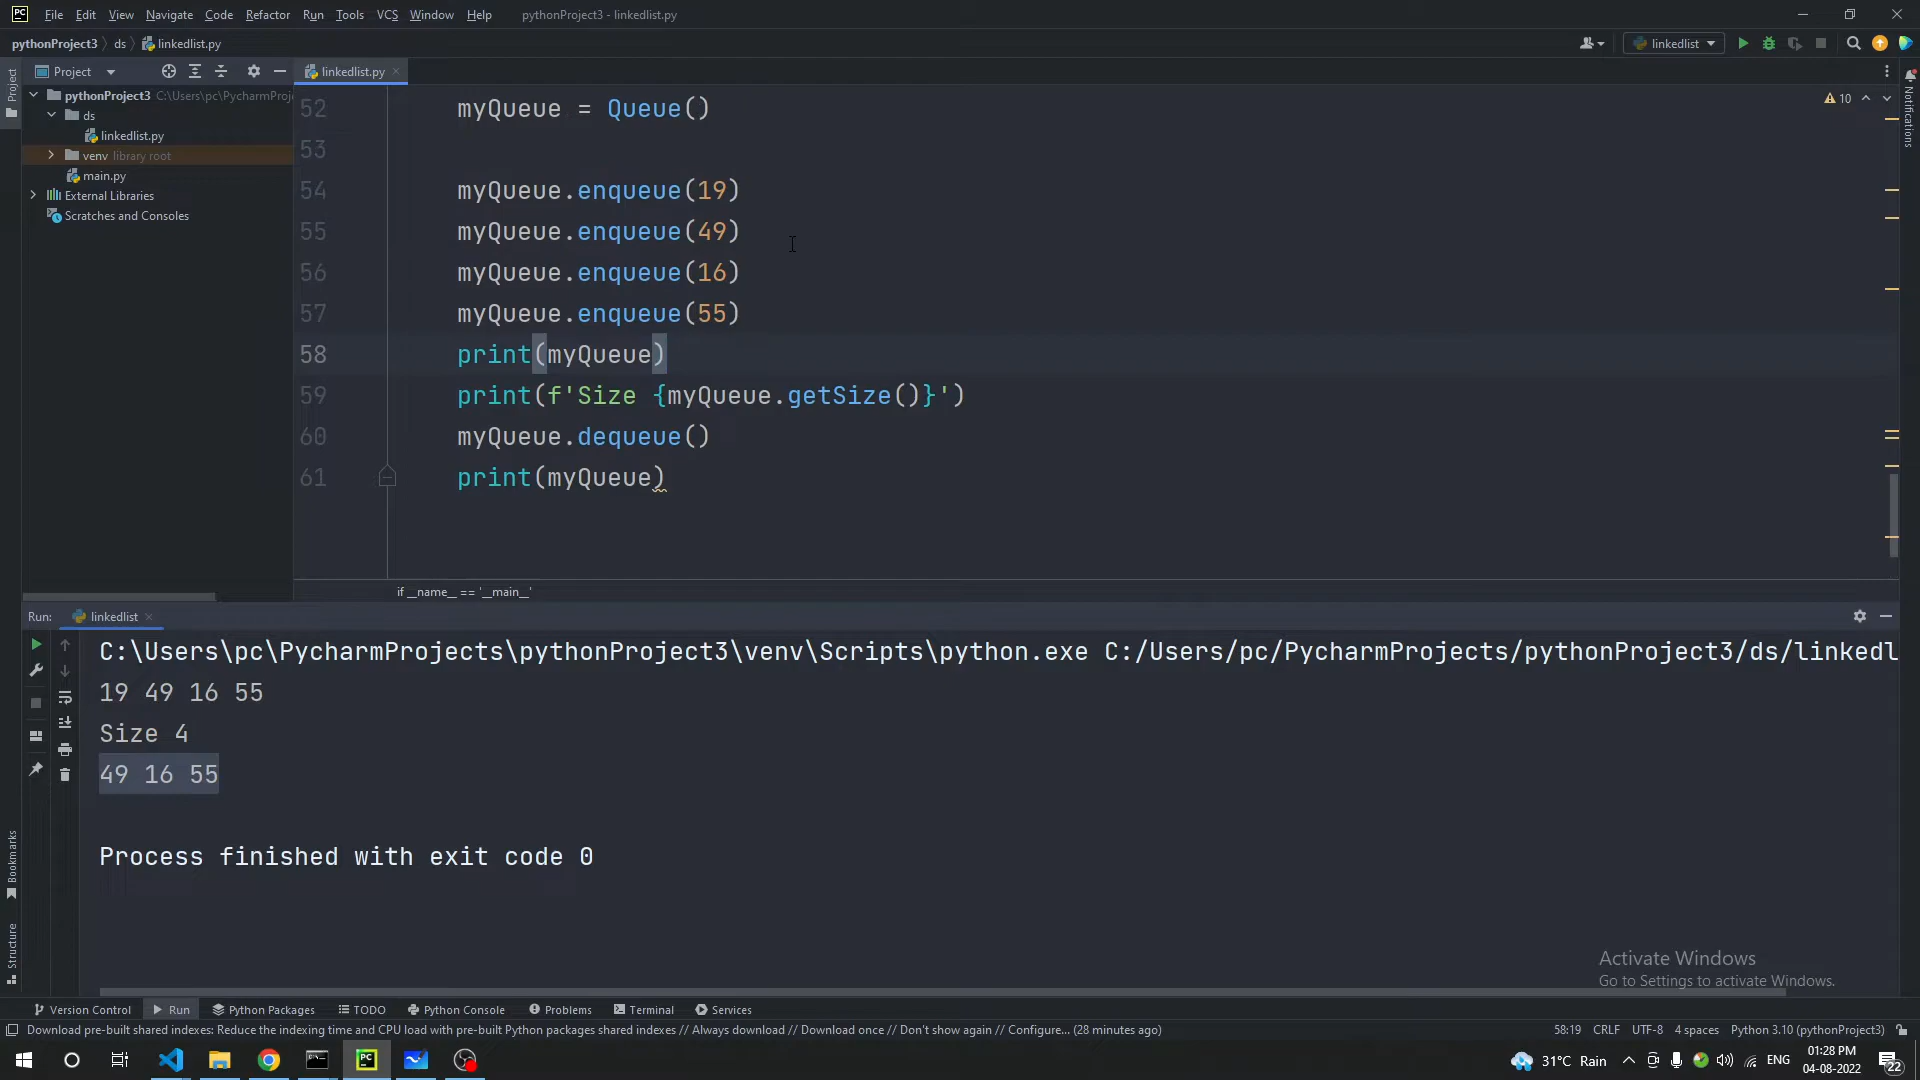 File Edit View Navigate Code Refactor Run Tools VCS Window Help pythonProject3 - linkedlist.py
pythonProject3 ds linkedlist.py linkedlist
Project linkedlist.py
Project
pythonProject3 C:\Users\pc\PycharmProj
ds
linkedlist.py
venv library root
main.py
External Libraries
Scratches and Consoles
10
Notifications
52 myQueue = Queue()
53
54 myQueue.enqueue(19)
55 myQueue.enqueue(49)
56 myQueue.enqueue(16)
57 myQueue.enqueue(55)
58 print(myQueue)
59 print(f'Size {myQueue.getSize()}')
60 myQueue.dequeue()
61 print(myQueue)
if __name__ == '__main__'
Run: linkedlist
C:\Users\pc\PycharmProjects\pythonProject3\venv\Scripts\python.exe C:/Users/pc/PycharmProjects/pythonProject3/ds/linkedl
19 49 16 55
Size 4
49 16 55
Process finished with exit code 0
Bookmarks
Structure
Activate Windows
Go to Settings to activate Windows.
Version Control Run Python Packages TODO Python Console Problems Terminal Services
Download pre-built shared indexes: Reduce the indexing time and CPU load with pre-built Python packages shared indexes // Always download // Download once // Don't show again // Configure... (28 minutes ago) 58:19 CRLF UTF-8 4 spaces Python 3.10 (pythonProject3)
PC 31°C Rain ENG 01:28 PM
04-08-2022 22